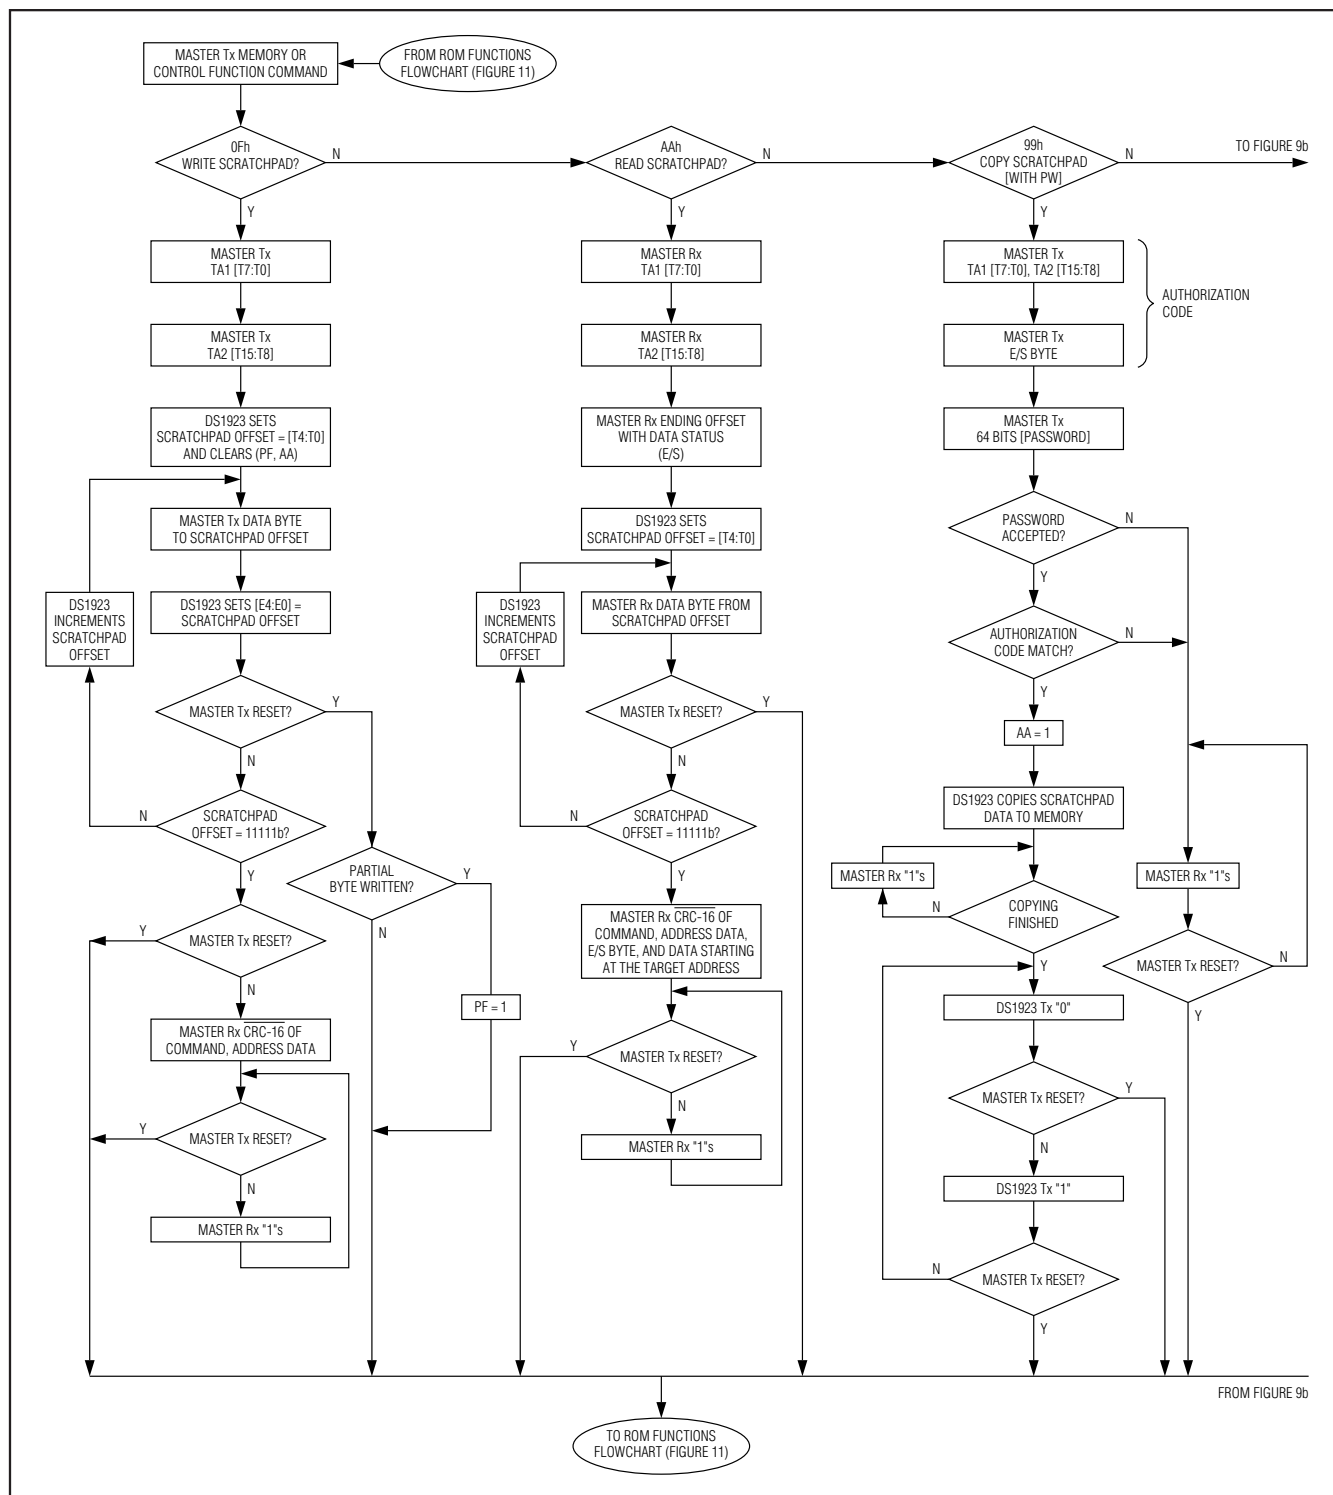 MASTER Tx MEMORY OR
CONTROL FUNCTION COMMAND
FROM ROM FUNCTIONS
FLOWCHART (FIGURE 11)
0Fh
WRITE SCRATCHPAD?
N
Y
AAh
READ SCRATCHPAD?
N
Y
99h
COPY SCRATCHPAD
[WITH PW]
N
Y
TO FIGURE 9b
MASTER Tx
TA1 [T7:T0]
MASTER Tx
TA2 [T15:T8]
DS1923 SETS
SCRATCHPAD OFFSET = [T4:T0]
AND CLEARS (PF, AA)
MASTER Tx DATA BYTE
TO SCRATCHPAD OFFSET
DS1923 SETS [E4:E0] =
SCRATCHPAD OFFSET
DS1923
INCREMENTS
SCRATCHPAD
OFFSET
MASTER Tx RESET?
Y
N
SCRATCHPAD
OFFSET = 11111b?
N
Y
PARTIAL
BYTE WRITTEN?
Y
N
PF = 1
MASTER Tx RESET?
Y
N
MASTER Rx CRC-16 OF
COMMAND, ADDRESS DATA
MASTER Tx RESET?
Y
N
MASTER Rx "1"s
MASTER Rx
TA1 [T7:T0]
MASTER Rx
TA2 [T15:T8]
MASTER Rx ENDING OFFSET
WITH DATA STATUS
(E/S)
DS1923 SETS
SCRATCHPAD OFFSET = [T4:T0]
MASTER Rx DATA BYTE FROM
SCRATCHPAD OFFSET
DS1923
INCREMENTS
SCRATCHPAD
OFFSET
MASTER Tx RESET?
Y
N
SCRATCHPAD
OFFSET = 11111b?
N
Y
MASTER Rx CRC-16 OF
COMMAND, ADDRESS DATA,
E/S BYTE, AND DATA STARTING
AT THE TARGET ADDRESS
MASTER Tx RESET?
Y
N
MASTER Rx "1"s
MASTER Tx
TA1 [T7:T0], TA2 [T15:T8]
MASTER Tx
E/S BYTE
AUTHORIZATION
CODE
MASTER Tx
64 BITS [PASSWORD]
PASSWORD
ACCEPTED?
N
Y
AUTHORIZATION
CODE MATCH?
N
Y
AA = 1
DS1923 COPIES SCRATCHPAD
DATA TO MEMORY
MASTER Rx "1"s
COPYING
FINISHED
N
Y
MASTER Rx "1"s
MASTER Tx RESET?
N
Y
DS1923 Tx "0"
MASTER Tx RESET?
Y
N
DS1923 Tx "1"
MASTER Tx RESET?
N
Y
FROM FIGURE 9b
TO ROM FUNCTIONS
FLOWCHART (FIGURE 11)